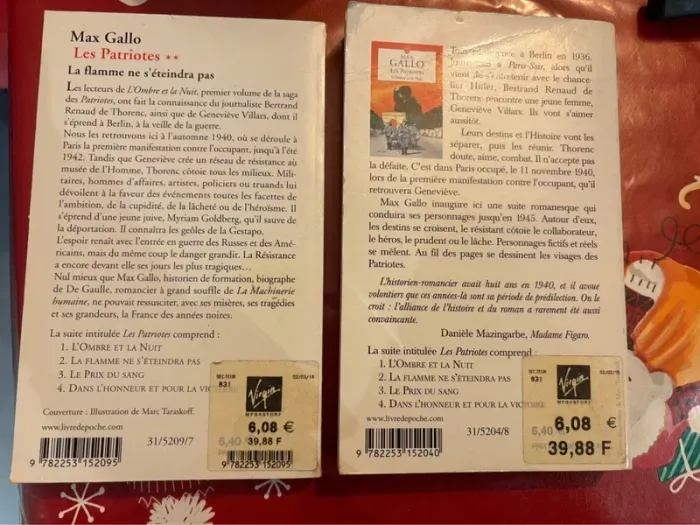 Max Gallo
Les Patriotes **
La flamme ne s'éteindra pas
Les lecteurs de L'Ombre et la Nuit, premier volume de la saga
des Patriotes, ont fait la connaissance du journaliste Bertrand
Renaud de Thorenc, ainsi que de Geneviève Villars, dont il
s'éprend à Berlin, à la veille de la guerre.
Nous les retrouvons ici à l'automne 1940, où se déroule à
Paris la première manifestation contre l'occupant, jusqu'à l'été
1942. Tandis que Geneviève crée un réseau de résistance au
musée de l'Homme, Thorenc côtoie tous les milieux. Mili-
taires, hommes d'affaires, artistes, policiers ou truands lui
dévoilent à la faveur des événements toutes les facettes de
l'ambition, de la cupidité, de la lâcheté ou de l'héroïsme. Il
s'éprend d'une jeune juive, Myriam Goldberg, qu'il sauve de
la déportation. Il connaîtra les geôles de la Gestapo.
L'espoir renaît avec l'entrée en guerre des Russes et des Amé-
ricains, mais du même coup le danger grandit. La Résistance
a encore devant elle ses jours les plus tragiques...
Nul mieux que Max Gallo, historien de formation, biographe
de De Gaulle, romancier à grand souffle de La Machinerie
humaine, ne pouvait ressusciter, avec ses misères, ses tragédies
et ses grandeurs, la France des années noires.
La suite intitulée Les Patriotes comprend :
1. L'OMBRE ET LA NUIT
2. LA FLAMME NE S'ÉTEINDRA PAS
3. LE PRIX DU SANG
4. DANS L'HONNEUR ET POUR LA
Couverture : Illustration de Marc Taraskoff.
www.livredepoche.com
31/5209/7
9 782253 152095
831
Virgin
MEGASTORE
6,08 €
6,40
39,88 F
9 782253 152095
MAX
GALLO
LES PATRIOTES
à Berlin en 1936.
Paris-Soir, alors qu'il
vient de s'entretenir avec le chance-
lier Hitler, Bertrand Renaud de
Thorenc rencontre une jeune femme,
Geneviève Villars. Ils vont s'aimer
aussitôt.
Leurs destins et l'Histoire vont les
séparer, puis les réunir. Thorenc
doute, aime, combat. Il n'accepte pas
la défaite. C'est dans Paris occupé, le 11 novembre 1940,
lors de la première manifestation contre l'occupant, qu'il
retrouvera Geneviève.
Max Gallo inaugure ici une suite romanesque qui
conduira ses personnages jusqu'en 1945. Autour d'eux,
les destins se croisent, le résistant côtoie le collaborateur,
le héros, le prudent ou le lâche. Personnages fictifs et réels
se mêlent. Au fil des pages se dessinent les visages des
Patriotes.
L'historien-romancier avait huit ans en 1940, et il avoue
volontiers que ces années-là sont sa période de prédilection. On le
croit : l'alliance de l'histoire et du roman a rarement été aussi
convaincante.
Danièle Mazingarbe, Madame Figaro.
La suite intitulée Les Patriotes comprend :
1. L'OMBRE ET LA NUIT
2. LA FLAMME NE S'ÉTEINDRA PAS
3. LE PRIX DU SANG
4. DANS L'HONNEUR ET POUR LA VICTOIRE
www.livredepoche.com
31/5204/8
9 782253 152040
831
Virgin
MEGASTORE
6,08 €
6,40
39,88 F